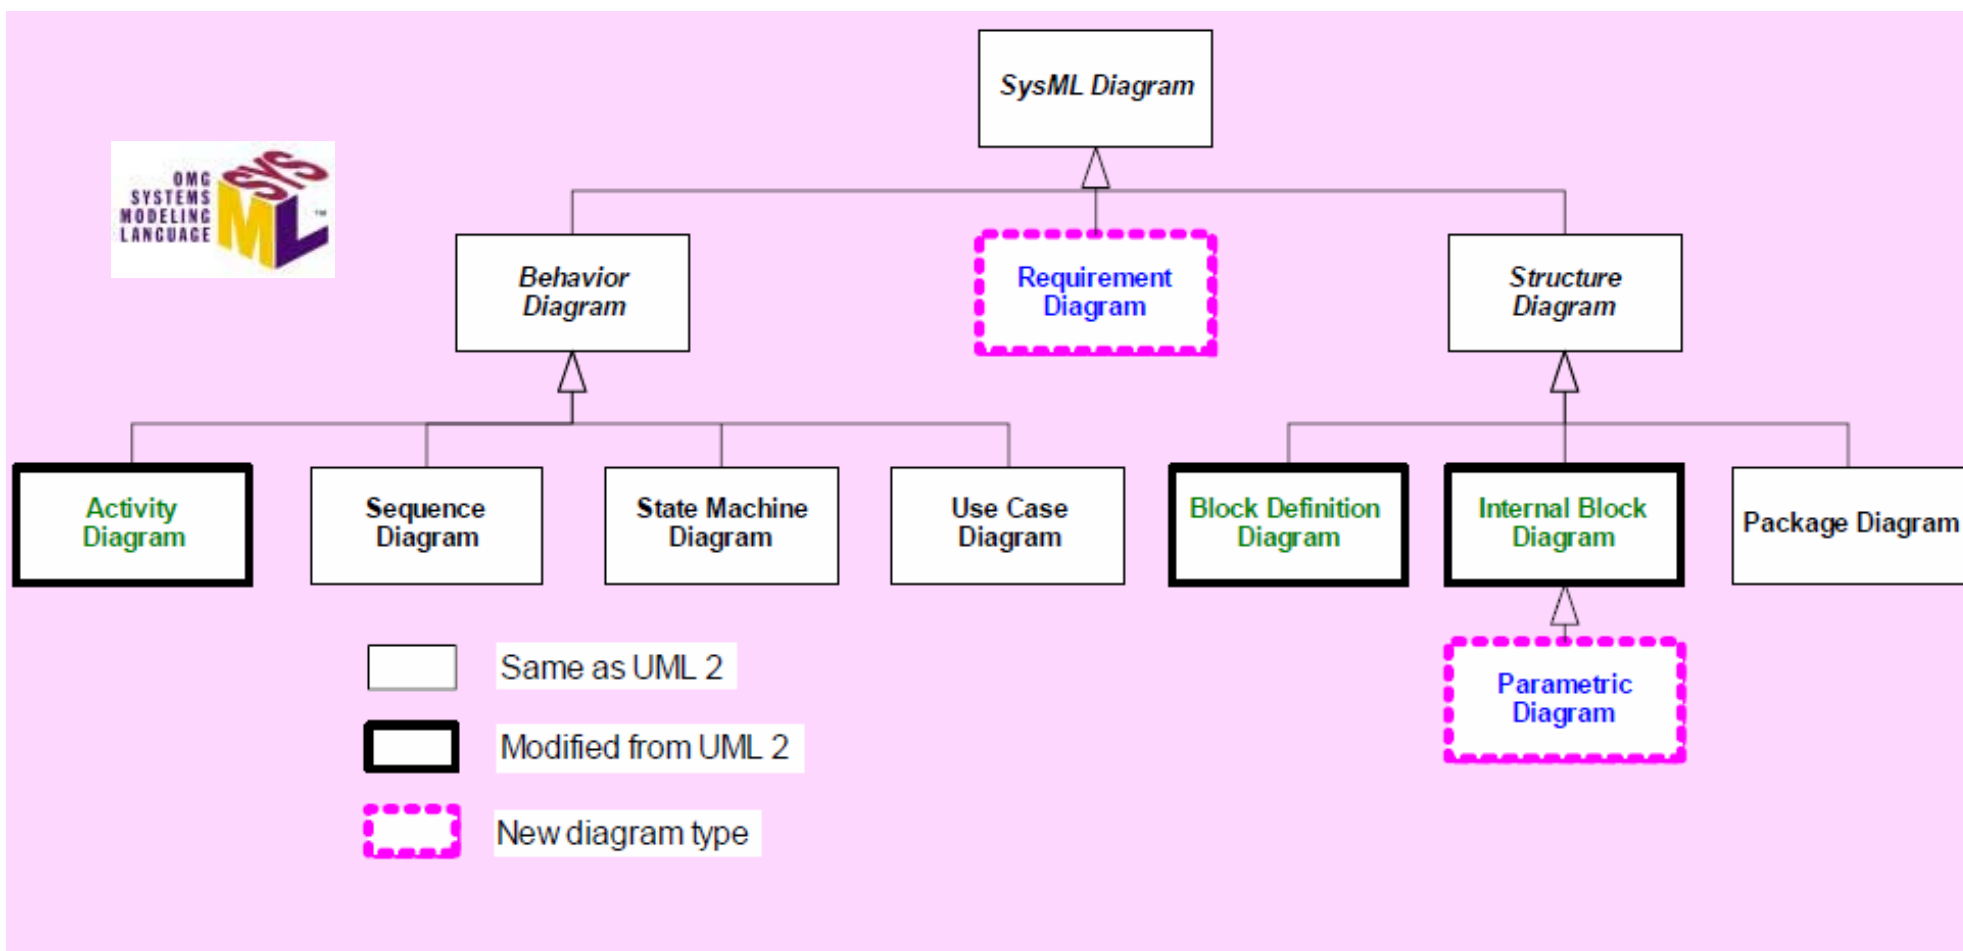 SysML Diagram
OMG
SYSTEMS
MODELING
LANGUAGE
SYS
ML™
Behavior
Diagram
Requirement
Diagram
Structure
Diagram
Activity
Diagram
Sequence
Diagram
State Machine
Diagram
Use Case
Diagram
Block Definition
Diagram
Internal Block
Diagram
Package Diagram
Parametric
Diagram
Same as UML 2
Modified from UML 2
New diagram type